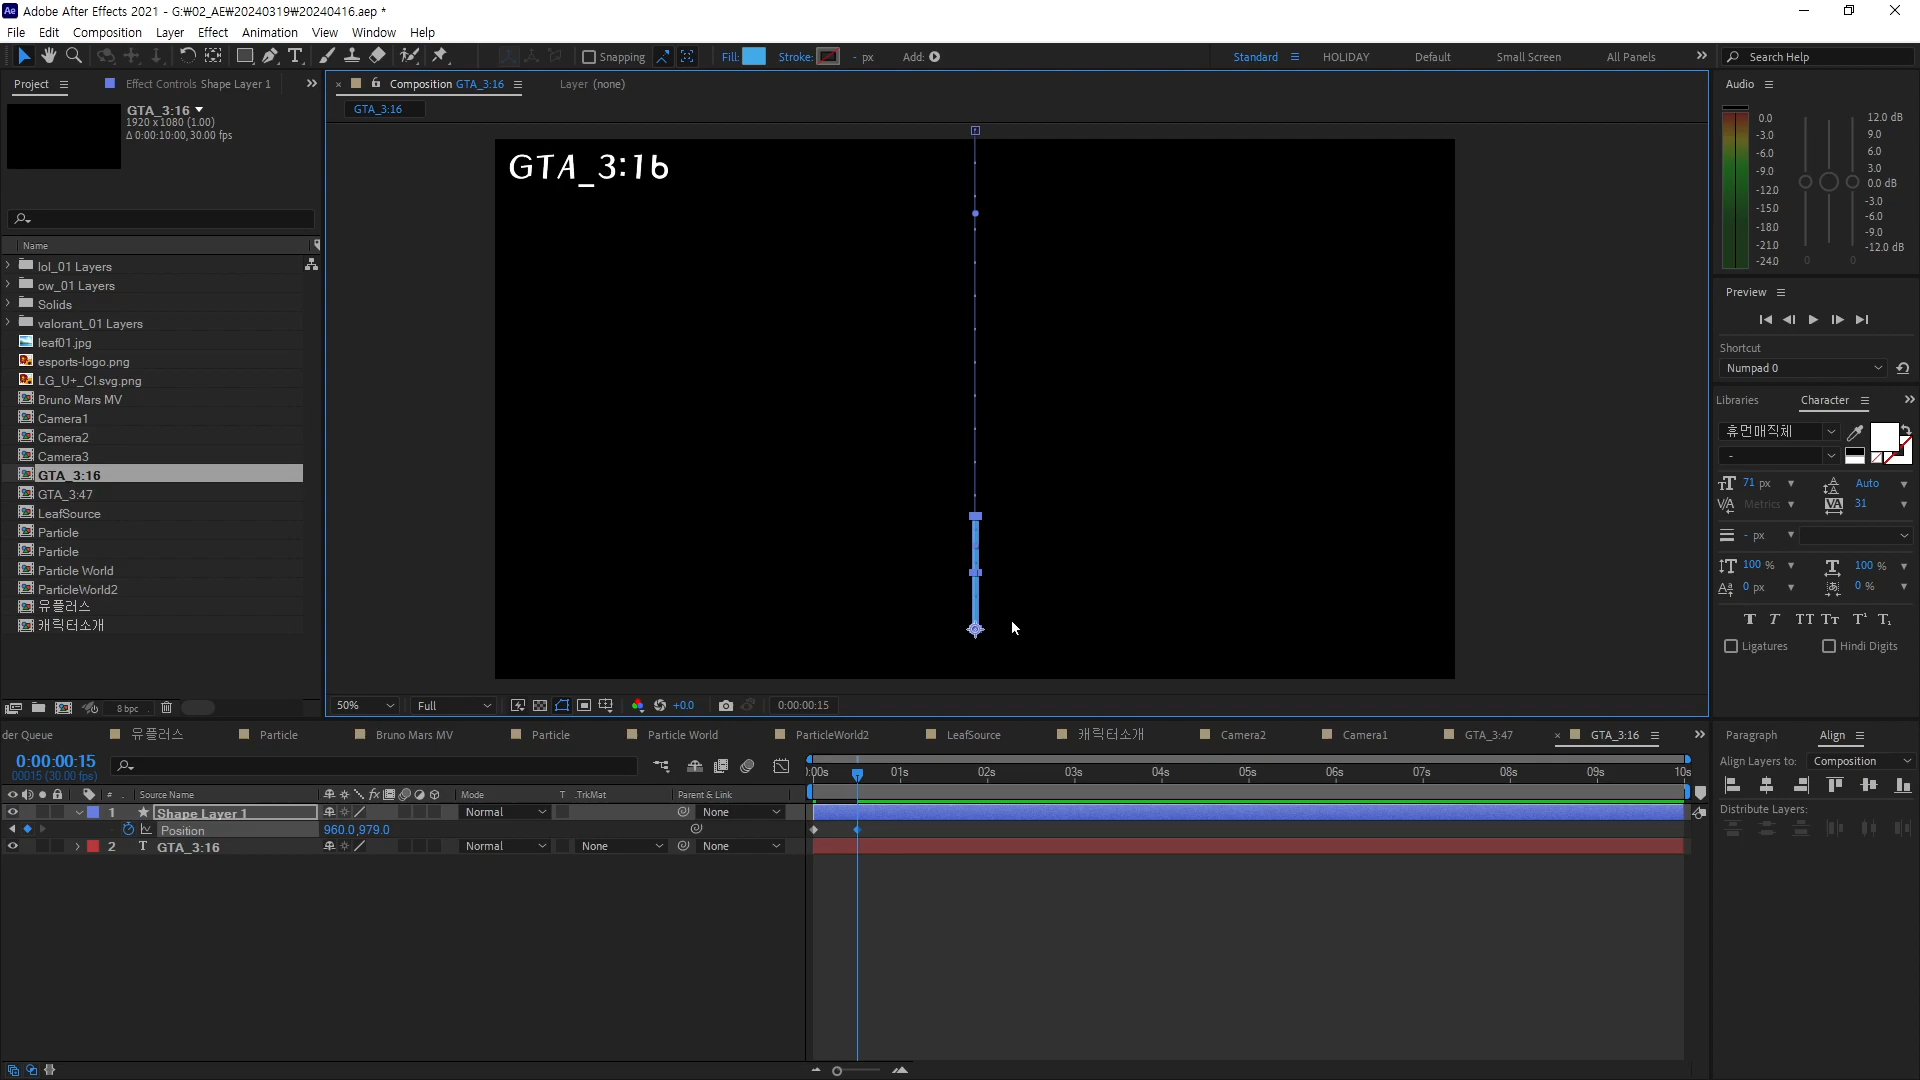 Adobe After Effects 2021 - G:₩02_AE₩20240319₩20240416.aep *
File Edit Composition Layer Effect Animation View Window Help
Snapping Fill: Stroke: - px Add: Standard HOLIDAY Default Small Screen All Panels Search Help
Project Effect Controls Shape Layer 1
GTA_3:16
1920 x 1080 (1.00)
Δ 0:00:10:00, 30.00 fps
Name
lol_01 Layers
ow_01 Layers
Solids
valorant_01 Layers
leaf01.jpg
esports-logo.png
LG_U+_CI.svg.png
Bruno Mars MV
Camera1
Camera2
Camera3
GTA_3:16
GTA_3:47
LeafSource
Particle
Particle
Particle World
ParticleWorld2
유플러스
캐릭터소개
8 bpc
Composition GTA_3:16 Layer (none)
GTA_3:16
GTA_3:16
50% Full +0.0 0:00:00:15
Audio
0.0 12.0 dB
-3.0 9.0
-6.0 6.0
-9.0 3.0
-12.0 0.0 dB
-15.0 -3.0
-18.0 -6.0
-21.0 -9.0
-24.0 -12.0 dB
0 0
Preview
Shortcut
Numpad 0
Libraries Character
휴먼매직체
-
71 px Auto
Metrics 31
- px
100 % 100 %
0 px 0 %
Ligatures Hindi Digits
der Queue 유플러스 Particle Bruno Mars MV Particle Particle World ParticleWorld2 LeafSource 캐릭터소개 Camera2 Camera1 GTA_3:47 GTA_3:16
0:00:00:15
00015 (30.00 fps)
# Source Name Mode T .TrkMat Parent & Link
1 Shape Layer 1 Normal None
Position 960.0,979.0
2 T GTA_3:16 Normal None None
):00s 01s 02s 03s 04s 05s 06s 07s 08s 09s 10s
Paragraph Align
Align Layers to: Composition
Distribute Layers: